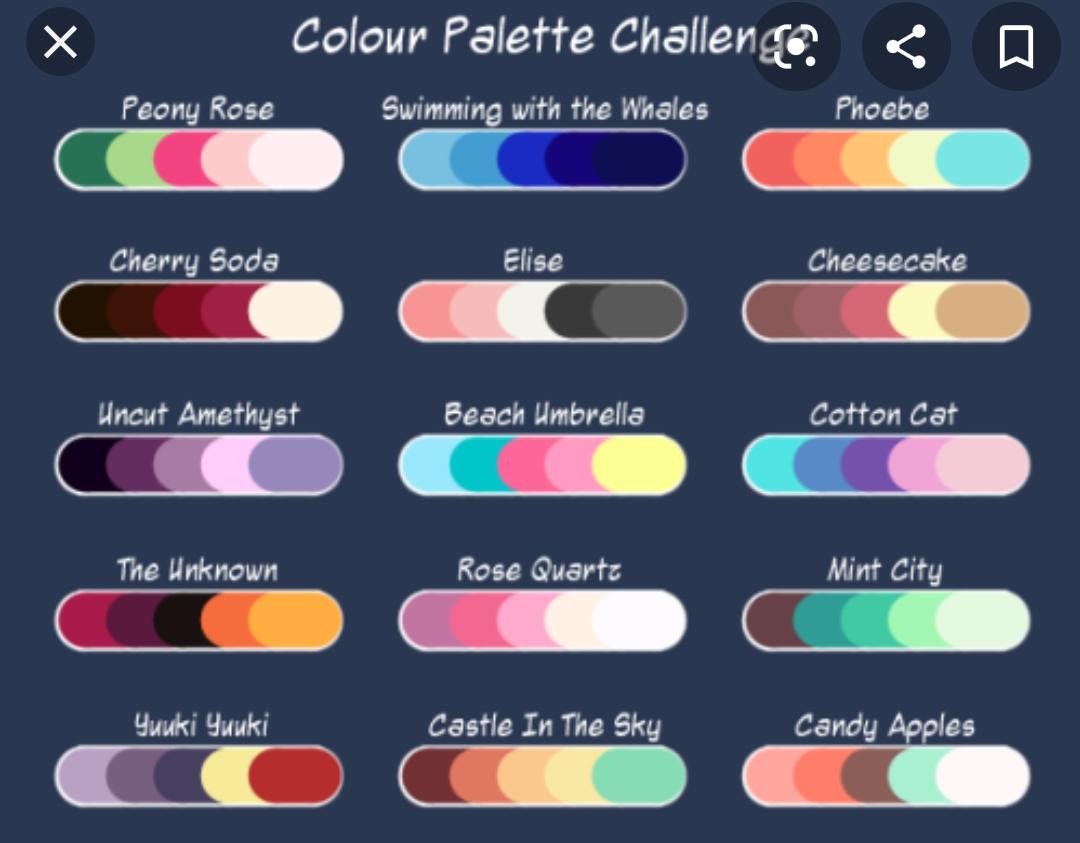 Colour Palette Challenge
Peony Rose
Swimming with the Whales
Phoebe
Cherry Soda
Elise
Cheesecake
Uncut Amethyst
Beach Umbrella
Cotton Cat
The Unknown
Rose Quartz
Mint City
Yuuki Yuuki
Castle In The Sky
Candy Apples